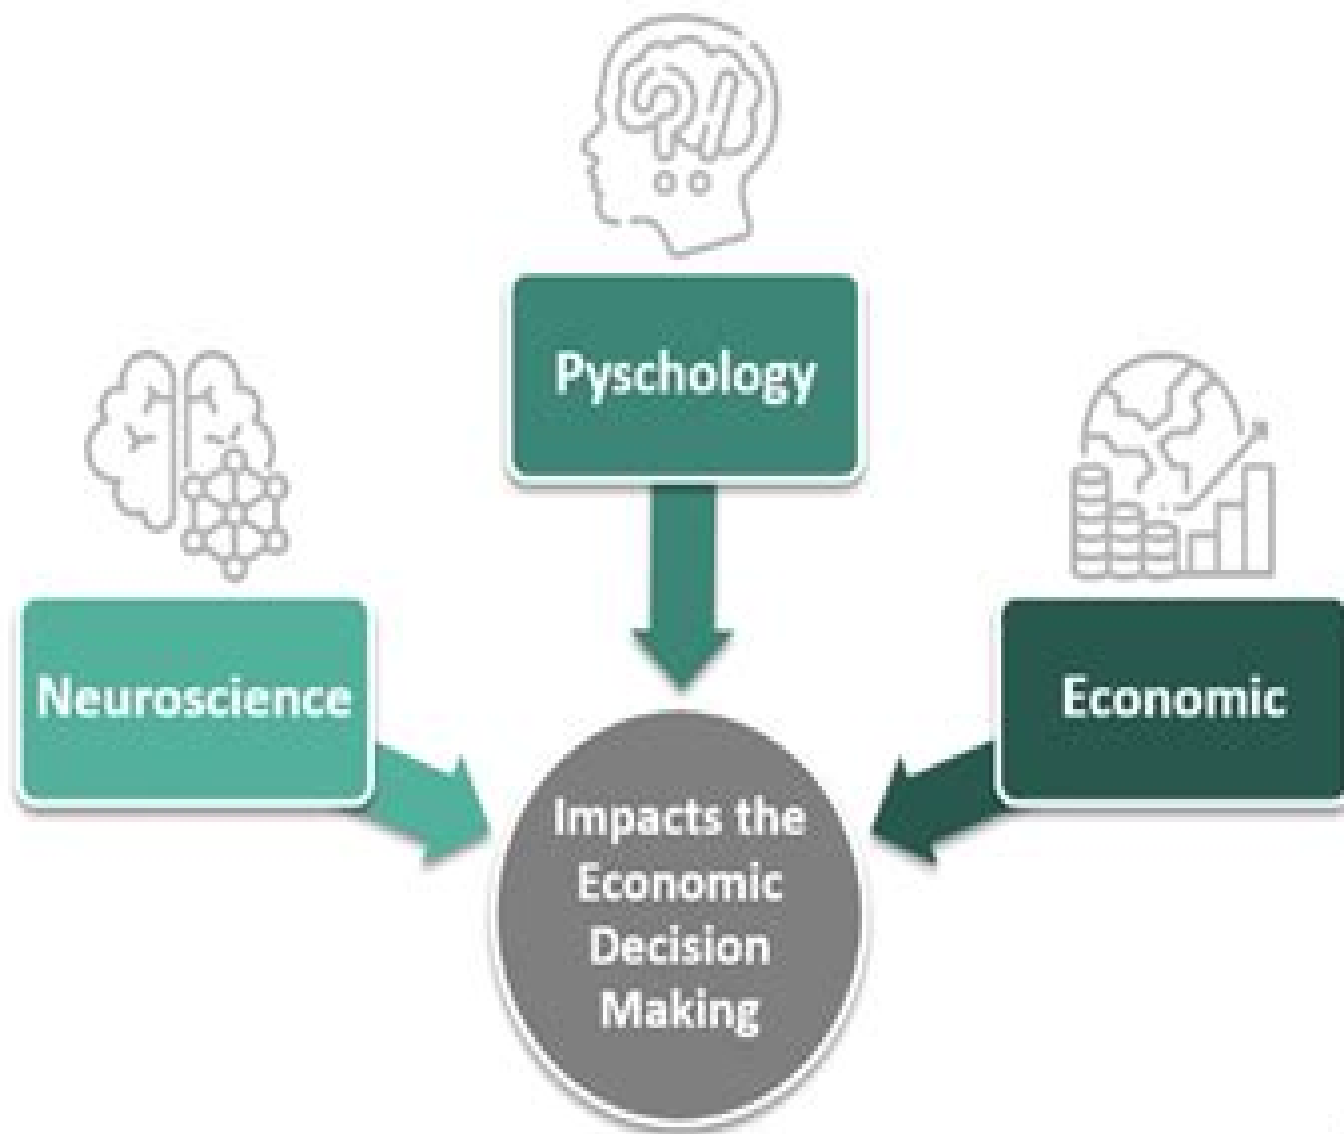 Pyschology
Neuroscience
Economic
Impacts the
Economic
Decision
Making